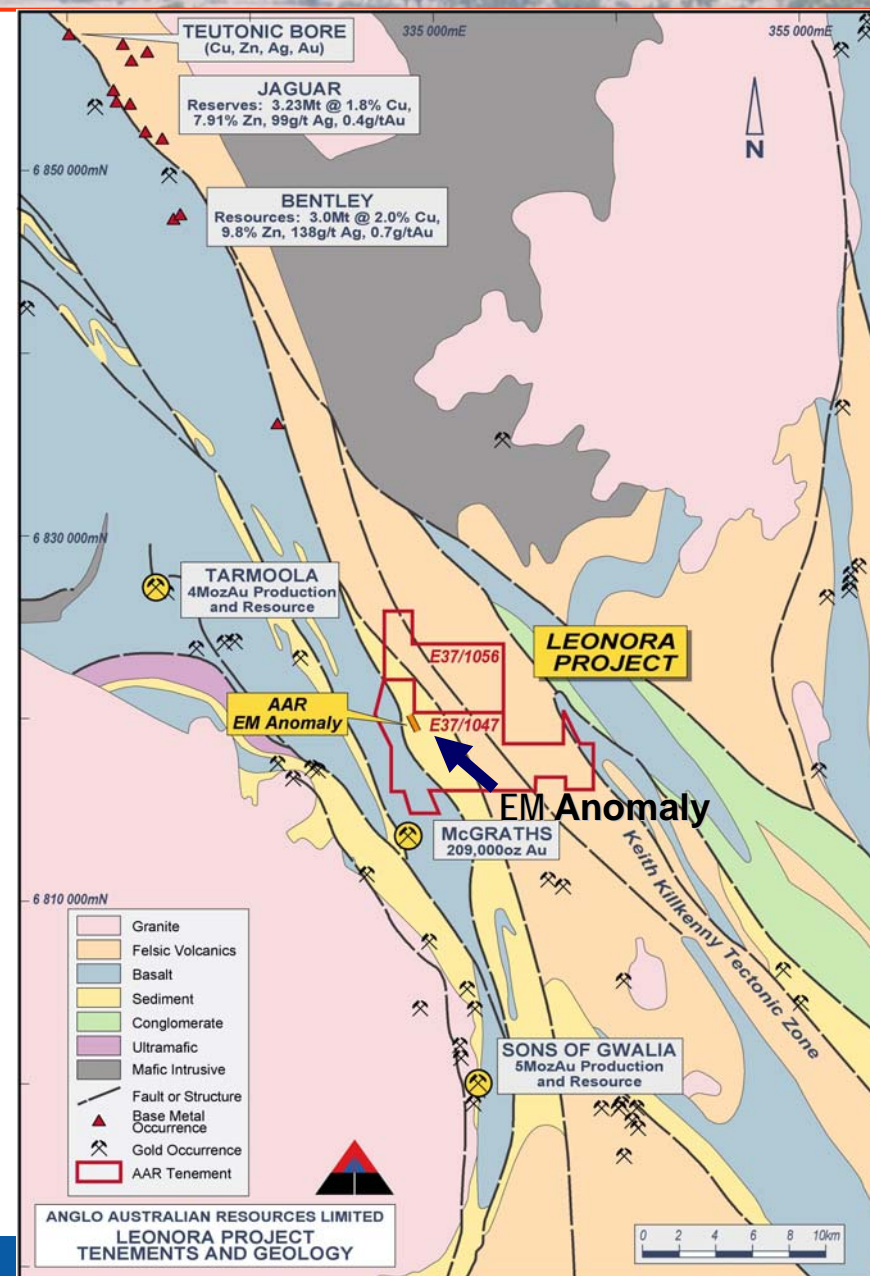 TEUTONIC BORE
(Cu, Zn, Ag, Au)
335 000mE
355 000mE
JAGUAR
Reserves: 3.23Mt @ 1.8% Cu,
7.91% Zn, 99g/t Ag, 0.4g/tAu
N
6 850 000mN
BENTLEY
Resources: 3.0Mt @ 2.0% Cu,
9.8% Zn, 138g/t Ag, 0.7g/tAu
6 830 000mN
TARMOOLA
4MozAu Production
and Resource
E37/1056
LEONORA
PROJECT
AAR
EM Anomaly
E37/1047
EM Anomaly
McGRATHS
209,000oz Au
Keith Killkenny Tectonic Zone
6 810 000mN
Granite
Felsic Volcanics
Basalt
Sediment
Conglomerate
Ultramafic
Mafic Intrusive
Fault or Structure
Base Metal
Occurrence
Gold Occurrence
AAR Tenement
SONS OF GWALIA
5MozAu Production
and Resource
ANGLO AUSTRALIAN RESOURCES LIMITED
LEONORA PROJECT
TENEMENTS AND GEOLOGY
0 2 4 6 8 10km